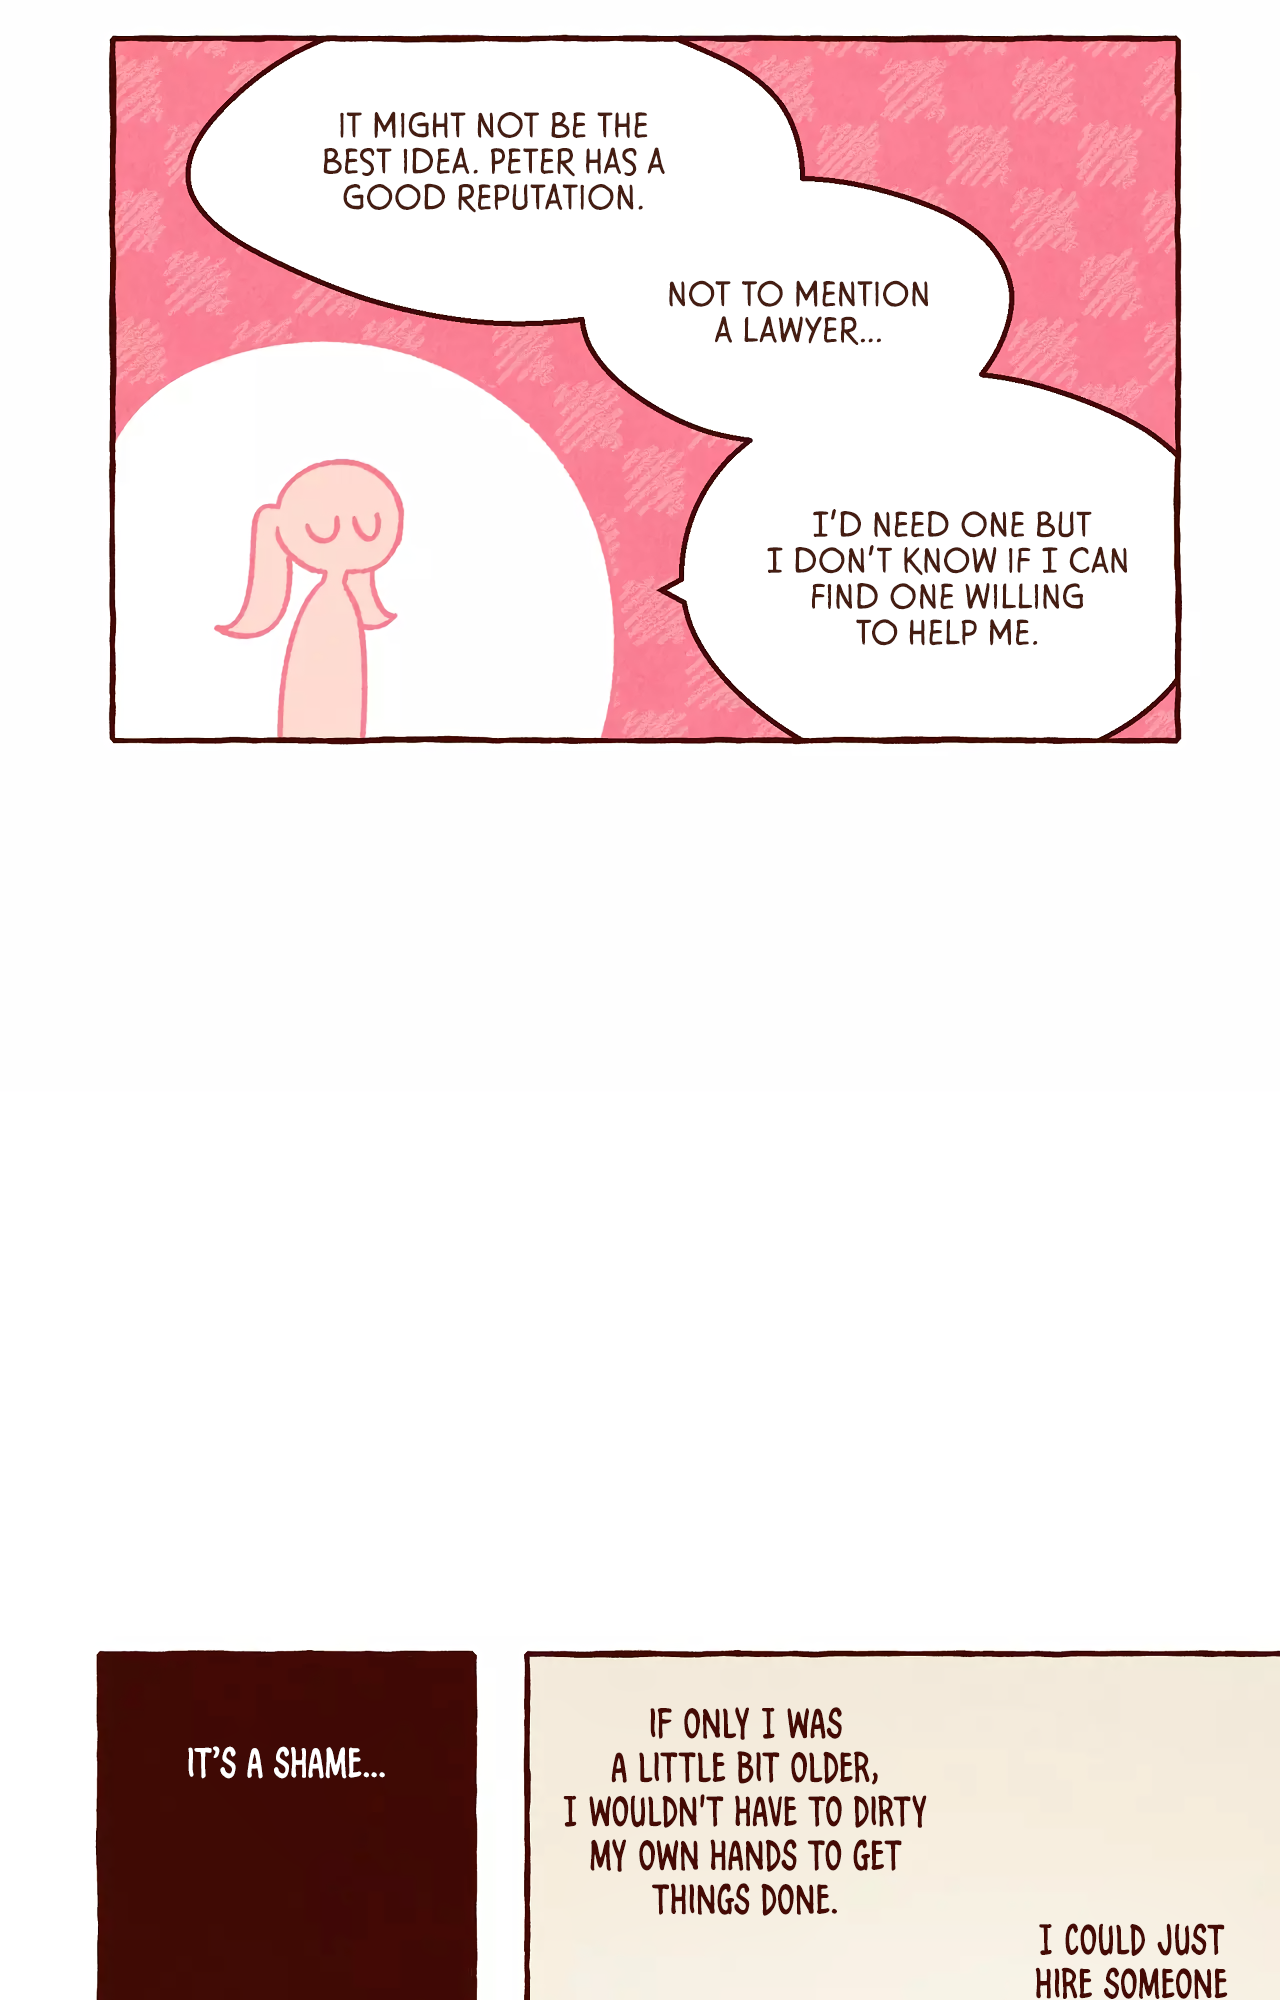 IT MIGHT NOT BE THE
BEST IDEA. PETER HAS A
GOOD REPUTATION.
NOT TO MENTION
A LAWYER...
I'D NEED ONE BUT
I DON'T KNOW IF I CAN
FIND ONE WILLING
TO HELP ME.
IT'S A SHAME...
IF ONLY I WAS
A LITTLE BIT OLDER,
I WOULDN'T HAVE TO DIRTY
MY OWN HANDS TO GET
THINGS DONE.
I COULD JUST
HIRE SOMEONE